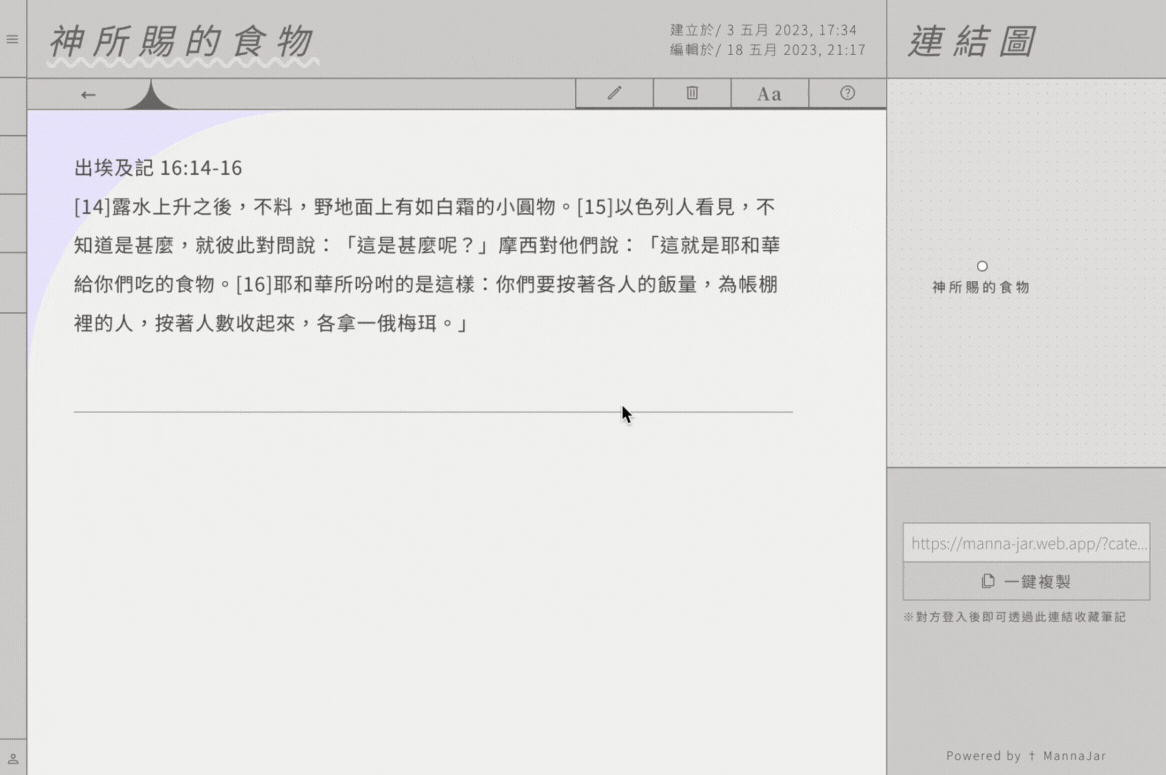 神所賜的食物
建立於/ 3 五月 2023, 17:34
編輯於/ 18 五月 2023, 21:17
連結圖
Aa
出埃及記 16:14-16
[14]露水上升之後，不料，野地面上有如白霜的小圓物。[15]以色列人看見，不
知道是甚麼，就彼此對問說：「這是甚麼呢？」摩西對他們說：「這就是耶和華
給你們吃的食物。[16]耶和華所吩咐的是這樣：你們要按著各人的飯量，為帳棚
裡的人，按著人數收起來，各拿一俄梅珥。」
神所賜的食物
https://manna-jar.web.app/?cate...
一鍵複製
※對方登入後即可透過此連結收藏筆記
Powered by † MannaJar